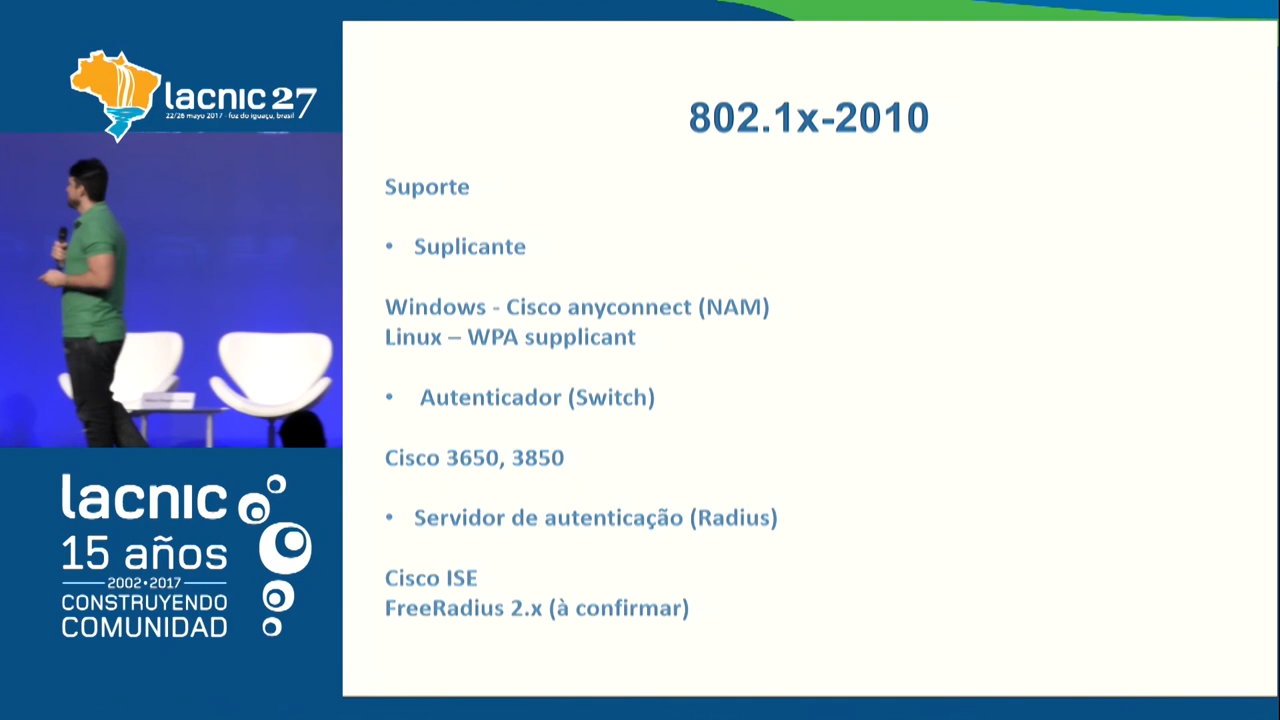 lacnic 27
22/26 mayo 2017 - foz do iguaçu, brasil
802.1x-2010
Suporte
• Suplicante
Windows - Cisco anyconnect (NAM)
Linux – WPA supplicant
• Autenticador (Switch)
Cisco 3650, 3850
• Servidor de autenticação (Radius)
Cisco ISE
FreeRadius 2.x (à confirmar)
lacnic
15 años
2002•2017
CONSTRUYENDO
COMUNIDAD